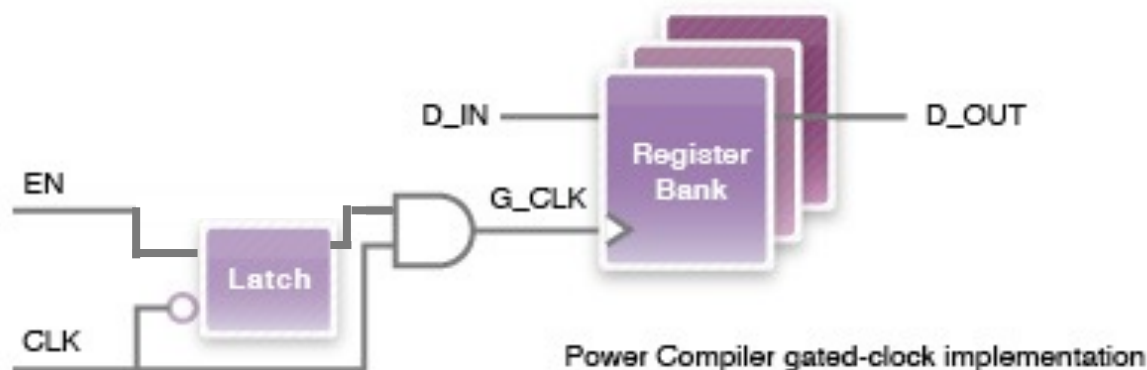 D_IN
D_OUT
Register
Bank
EN
G_CLK
Latch
CLK
Power Compiler gated-clock implementation